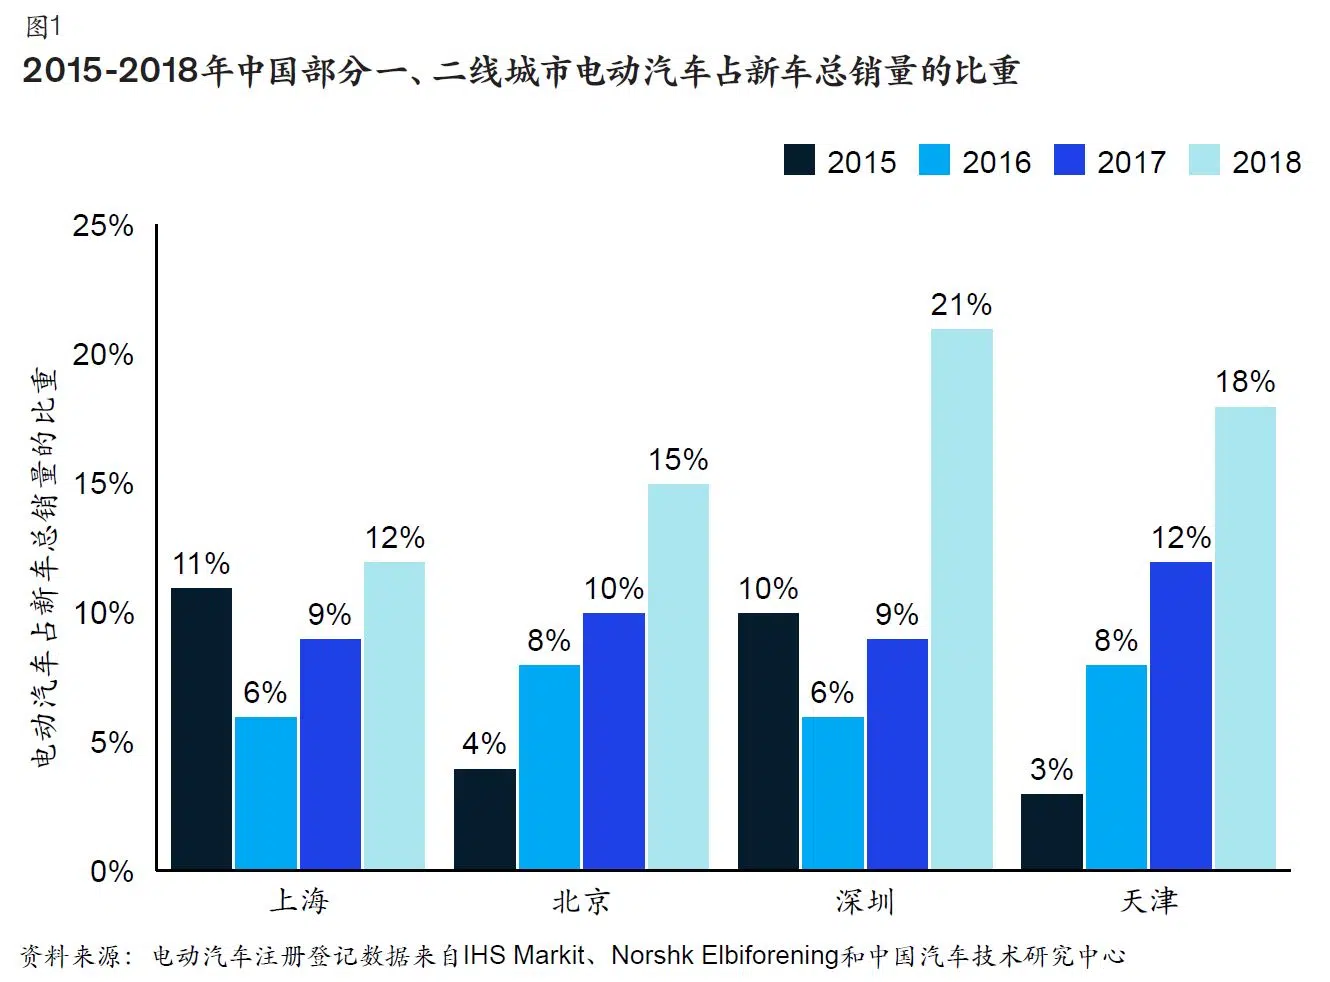 图1
2015-2018年中国部分一、二线城市电动汽车占新车总销量的比重
2015 2016 2017 2018
电动汽车占新车总销量的比重
25%
20%
15%
10%
5%
0%
11% 6% 9% 12%
4% 8% 10% 15%
10% 6% 9% 21%
3% 8% 12% 18%
上海 北京 深圳 天津
资料来源：电动汽车注册登记数据来自IHS Markit、Norshk Elbiforening和中国汽车技术研究中心